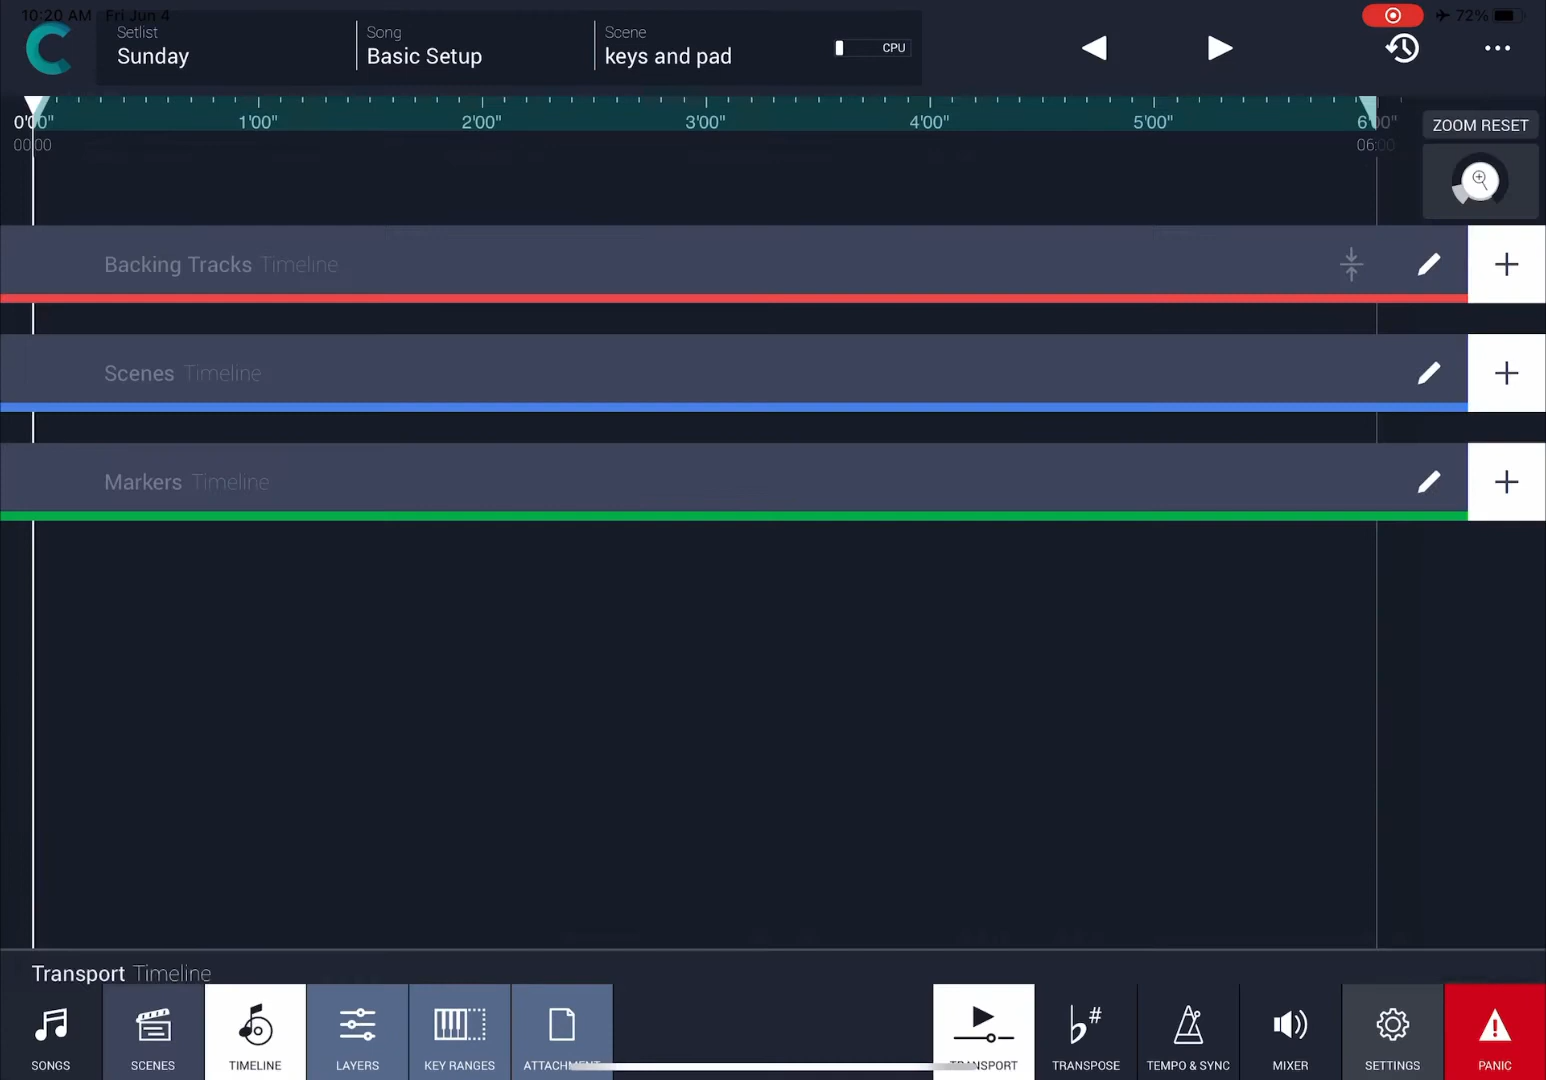 10:20 AM Fri Jun 4
72%
Setlist
Sunday
Song
Basic Setup
Scene
keys and pad
CPU
0'00" 1'00" 2'00" 3'00" 4'00" 5'00" 6'00"
00:00 06:00
ZOOM RESET
Backing Tracks Timeline
Scenes Timeline
Markers Timeline
Transport Timeline
SONGS SCENES TIMELINE LAYERS KEY RANGES ATTACHMENT TRANSPORT TRANSPOSE TEMPO & SYNC MIXER SETTINGS PANIC